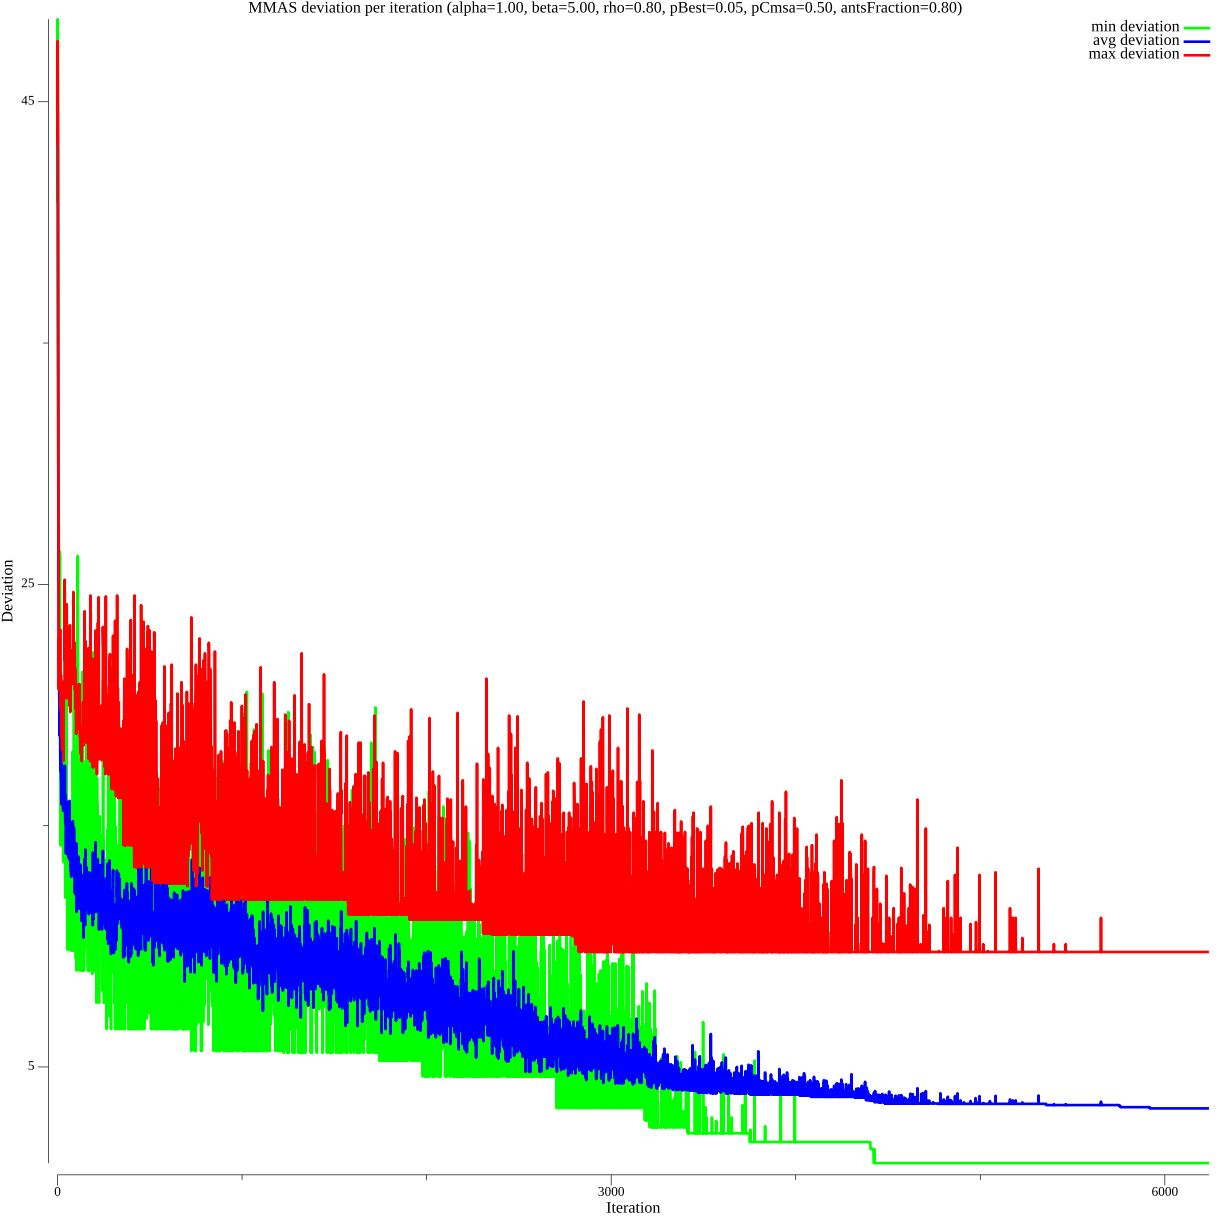 MMAS deviation per iteration (alpha=1.00, beta=5.00, rho=0.80, pBest=0.05, pCmsa=0.50, antsFraction=0.80)
min deviation
avg deviation
max deviation
45
25
5
Deviation
0
3000
6000
Iteration